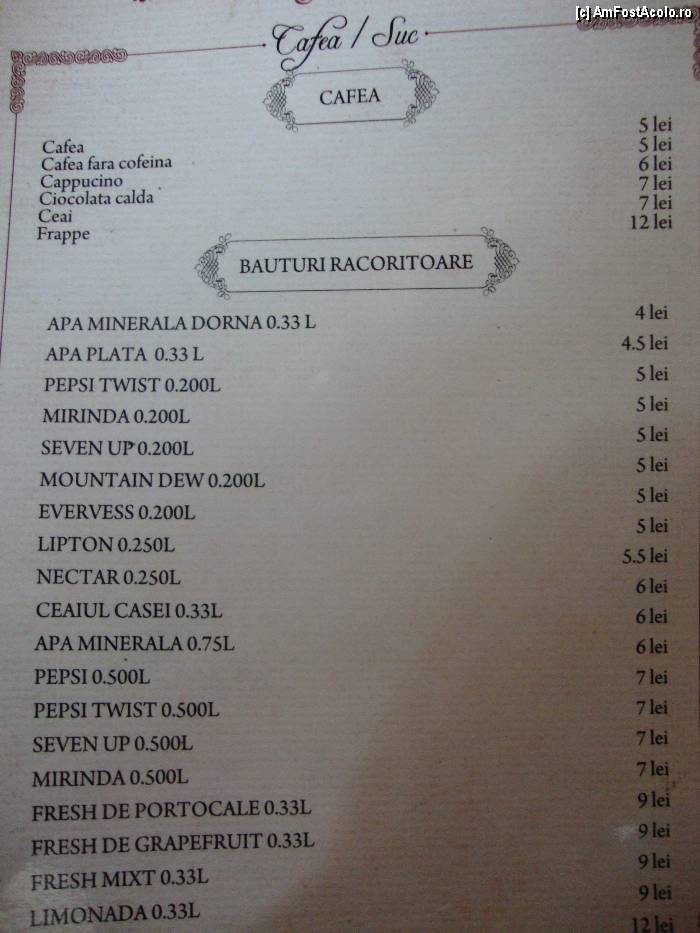 [c] AmFostAcolo.ro
Cafea / Suc
CAFEA
Cafea 5 lei
Cafea fara cofeina 5 lei
Cappucino 6 lei
Ciocolata calda 7 lei
Ceai 7 lei
Frappe 12 lei
BAUTURI RACORITOARE
APA MINERALA DORNA 0.33 L 4 lei
APA PLATA 0.33 L 4.5 lei
PEPSI TWIST 0.200L 5 lei
MIRINDA 0.200L 5 lei
SEVEN UP 0.200L 5 lei
MOUNTAIN DEW 0.200L 5 lei
EVERVESS 0.200L 5 lei
LIPTON 0.250L 5 lei
NECTAR 0.250L 5.5 lei
CEAIUL CASEI 0.33L 6 lei
APA MINERALA 0.75L 6 lei
PEPSI 0.500L 6 lei
PEPSI TWIST 0.500L 7 lei
SEVEN UP 0.500L 7 lei
MIRINDA 0.500L 7 lei
FRESH DE PORTOCALE 0.33L 7 lei
FRESH DE GRAPEFRUIT 0.33L 9 lei
FRESH MIXT 0.33L 9 lei
LIMONADA 0.33L 9 lei
9 lei
12 lei